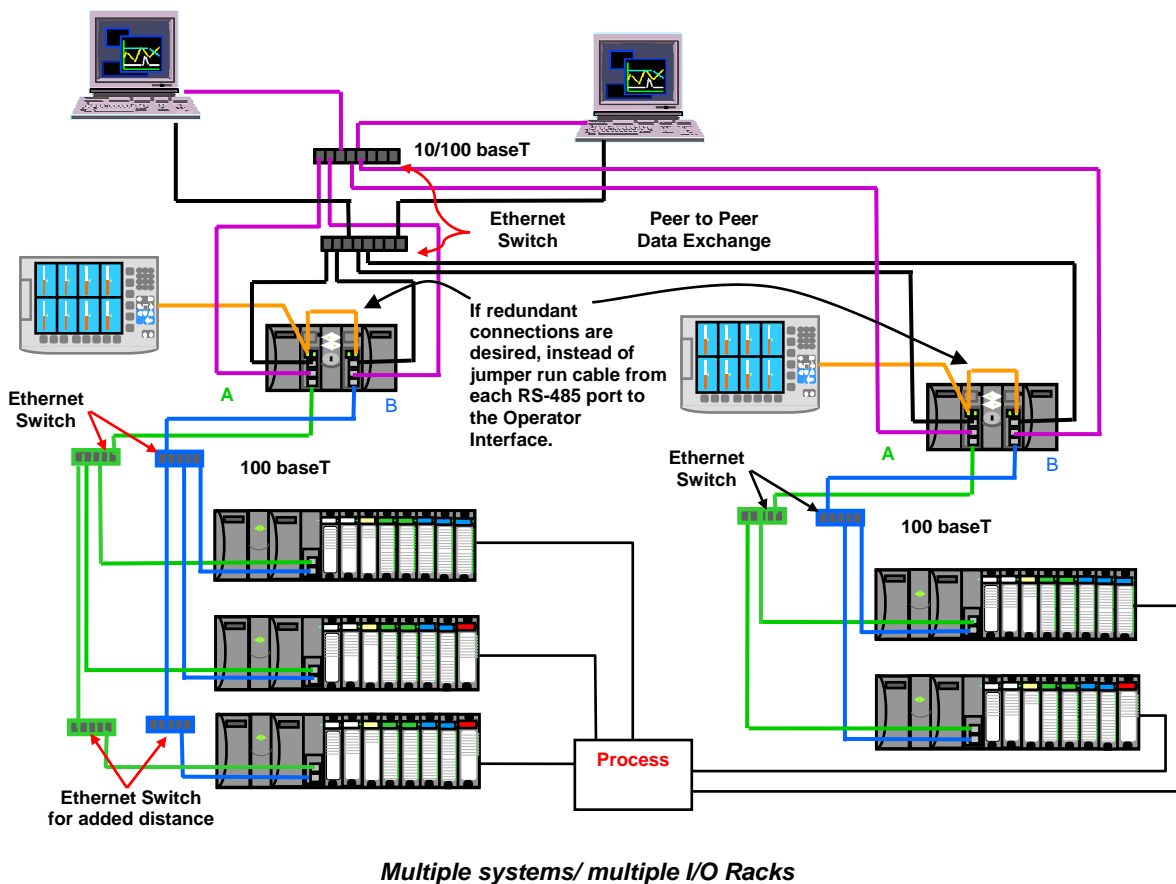 10/100 baseT
Ethernet
Switch
Peer to Peer
Data Exchange
If redundant
connections are
desired, instead of
jumper run cable from
each RS-485 port to
the Operator
Interface.
A
B
Ethernet
Switch
100 baseT
A
B
Ethernet
Switch
100 baseT
Process
Ethernet Switch
for added distance
Multiple systems/ multiple I/O Racks